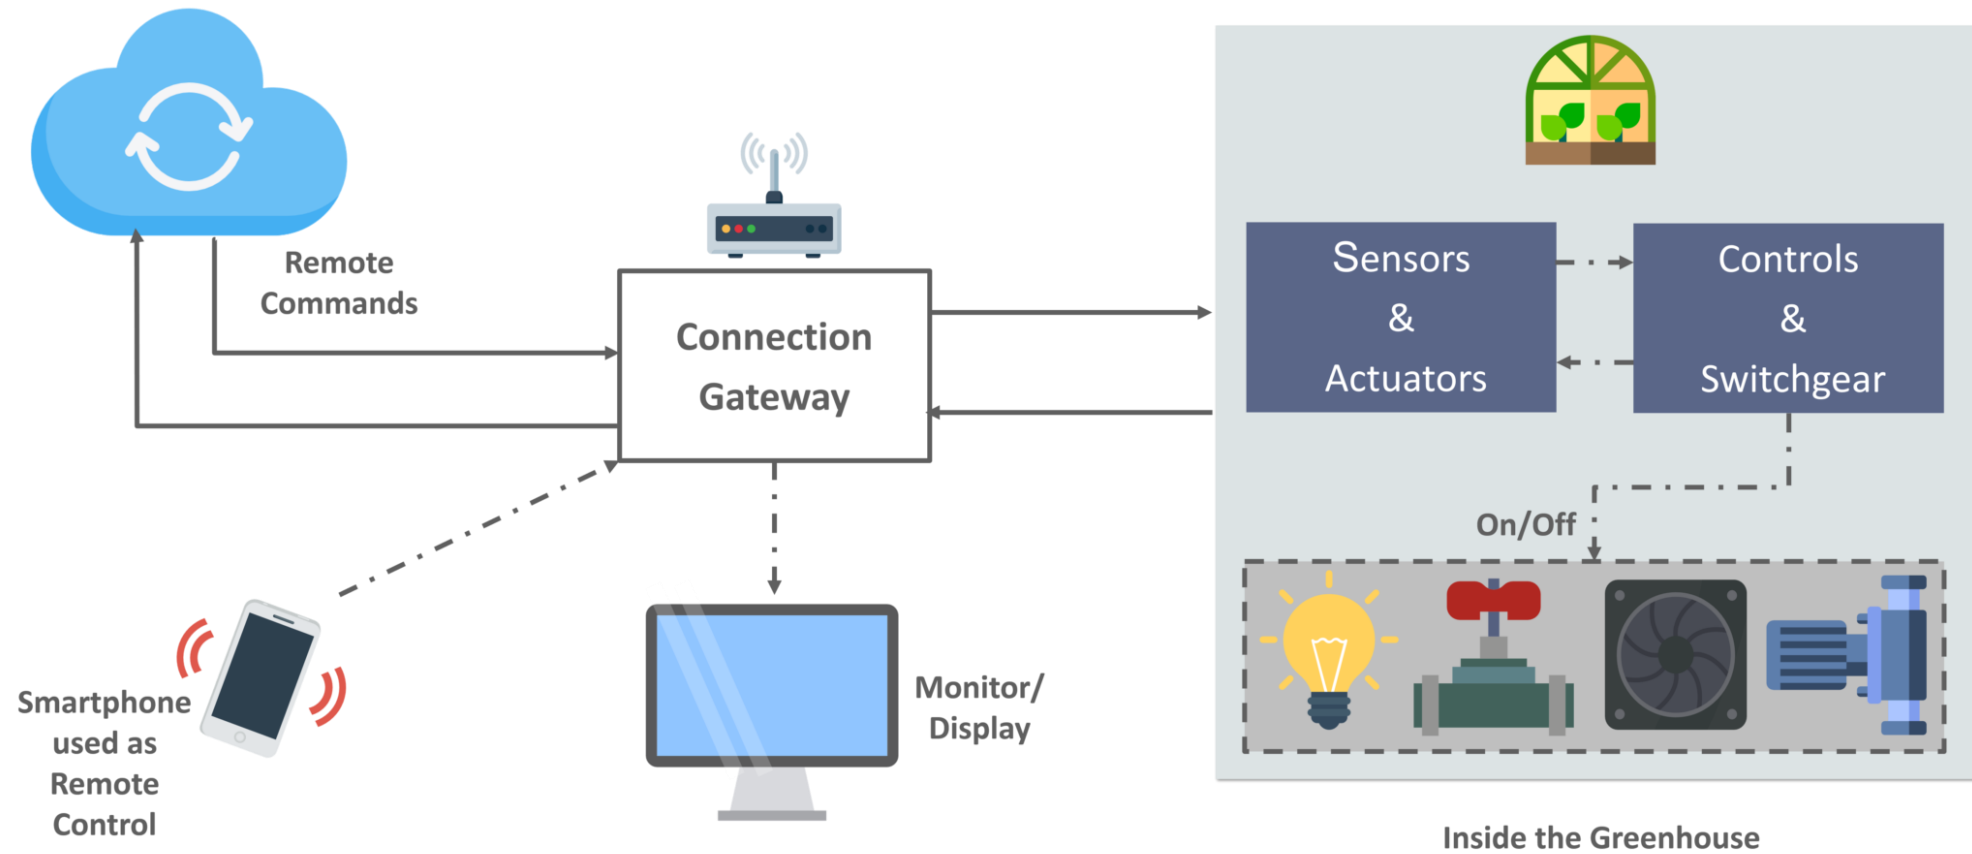 Remote
Commands
Connection
Gateway
Sensors
&
Actuators
Controls
&
Switchgear
On/Off
Smartphone
used as
Remote
Control
Monitor/
Display
Inside the Greenhouse